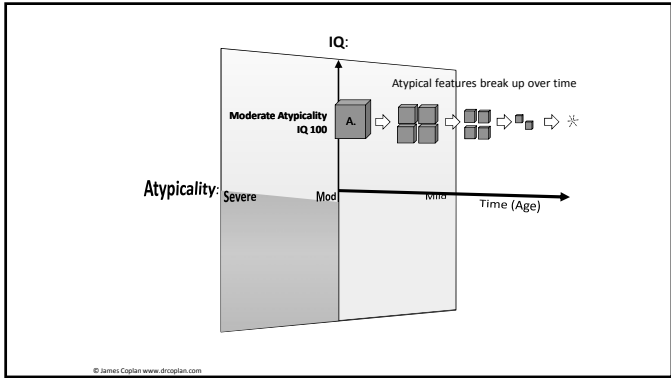 IQ:
Atypical features break up over time
Moderate Atypicality
IQ 100
A.
Atypicality:
Severe
Mod
Mild
Time (Age)
© James Coplan www.drcoplan.com